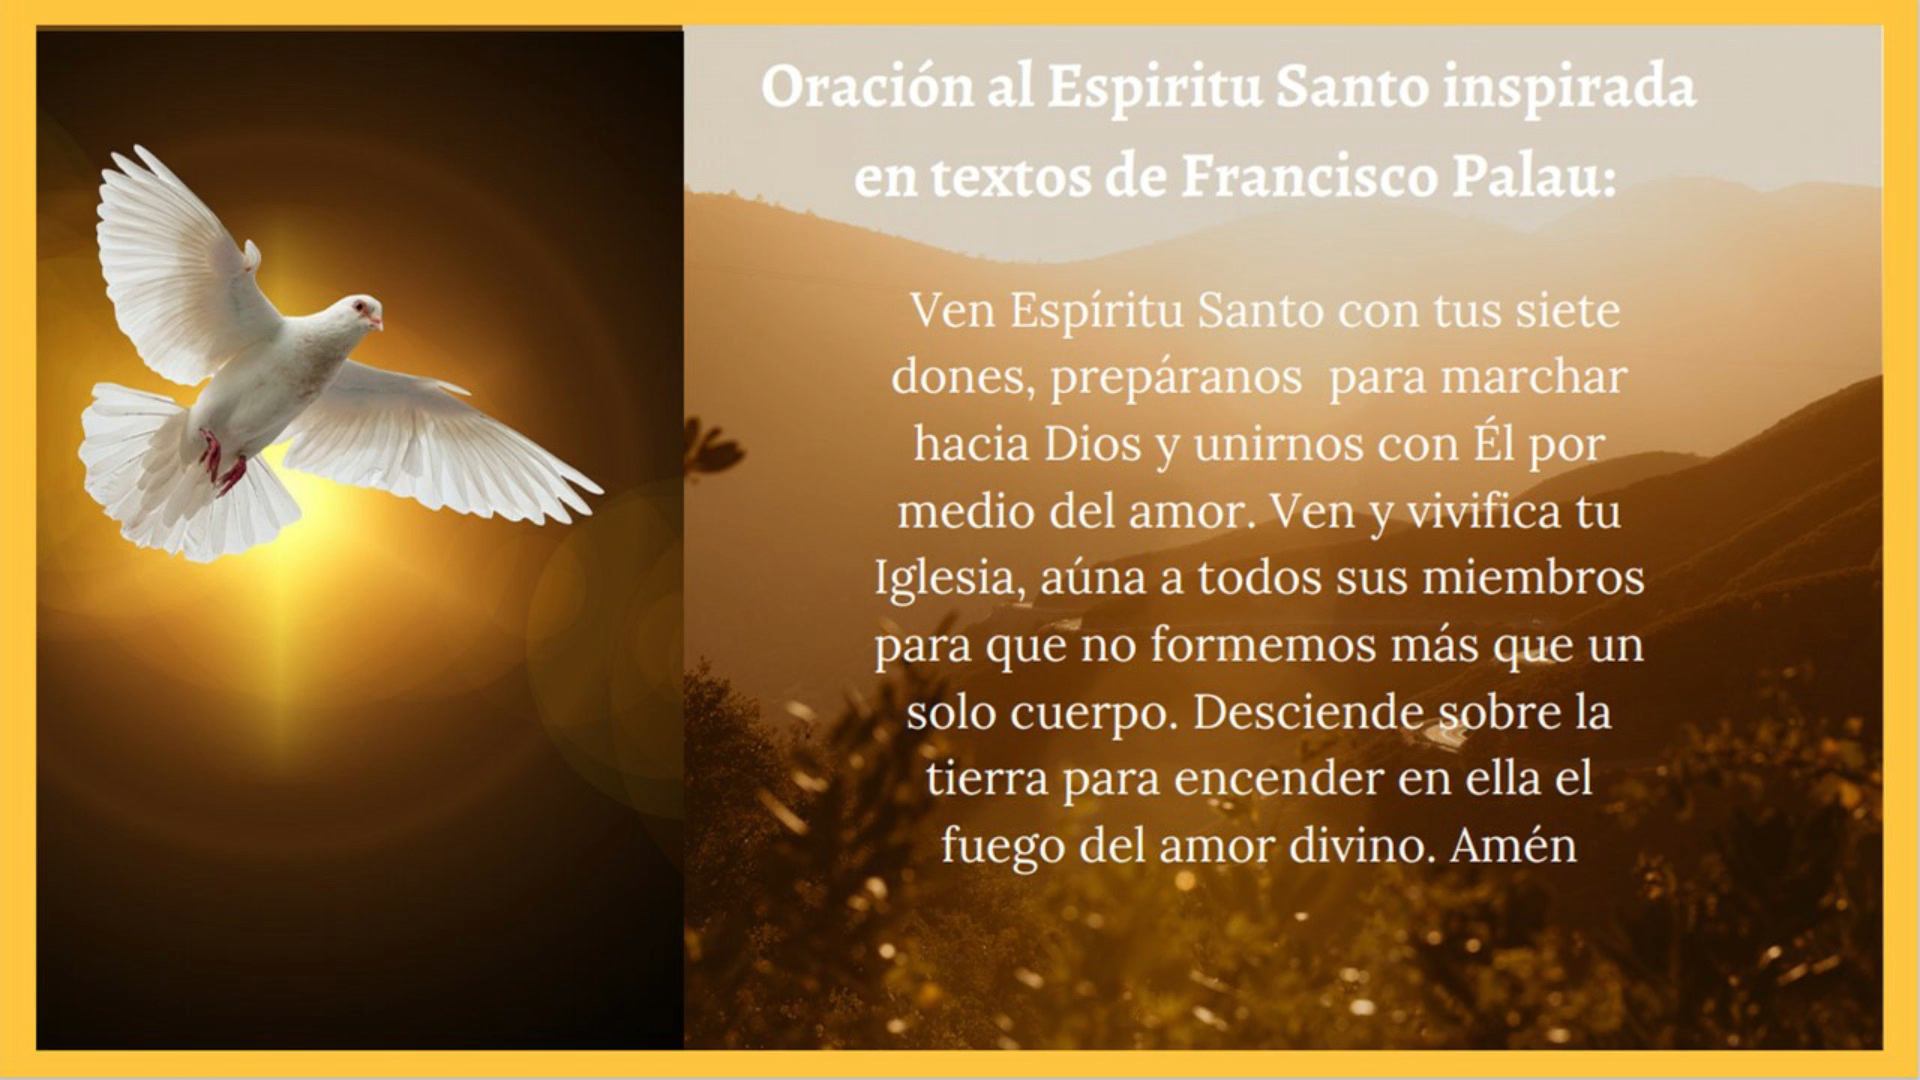 Oración al Espiritu Santo inspirada
en textos de Francisco Palau:
Ven Espíritu Santo con tus siete
dones, prepáranos para marchar
hacia Dios y unirnos con Él por
medio del amor. Ven y vivifica tu
Iglesia, aúna a todos sus miembros
para que no formemos más que un
solo cuerpo. Desciende sobre la
tierra para encender en ella el
fuego del amor divino. Amén